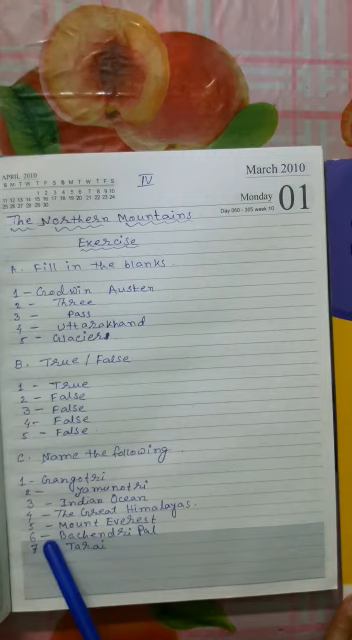 APRIL 2010
S M T W T F S
1 2 3
4 5 6 7 8 9 10
11 12 13 14 15 16 17
18 19 20 21 22 23 24
25 26 27 28 29 30
IV
March 2010
Monday 01
Day 060 - 305 week 10
The Northern Mountains
Exercise
A. Fill in the blanks.
1 - Godwin Austen
2 - Three
3 - Pass
4 - Uttarakhand
5 - Glaciers
B. True / False
1 - True
2 - False
3 - False
4 - False
5 - False
C. Name the following
1 - Gangotri
2 - Yamunotri
3 - Indian Ocean
4 - The Great Himalayas.
5 - Mount Everest
6 - Bachendri Pal
7 Tarai